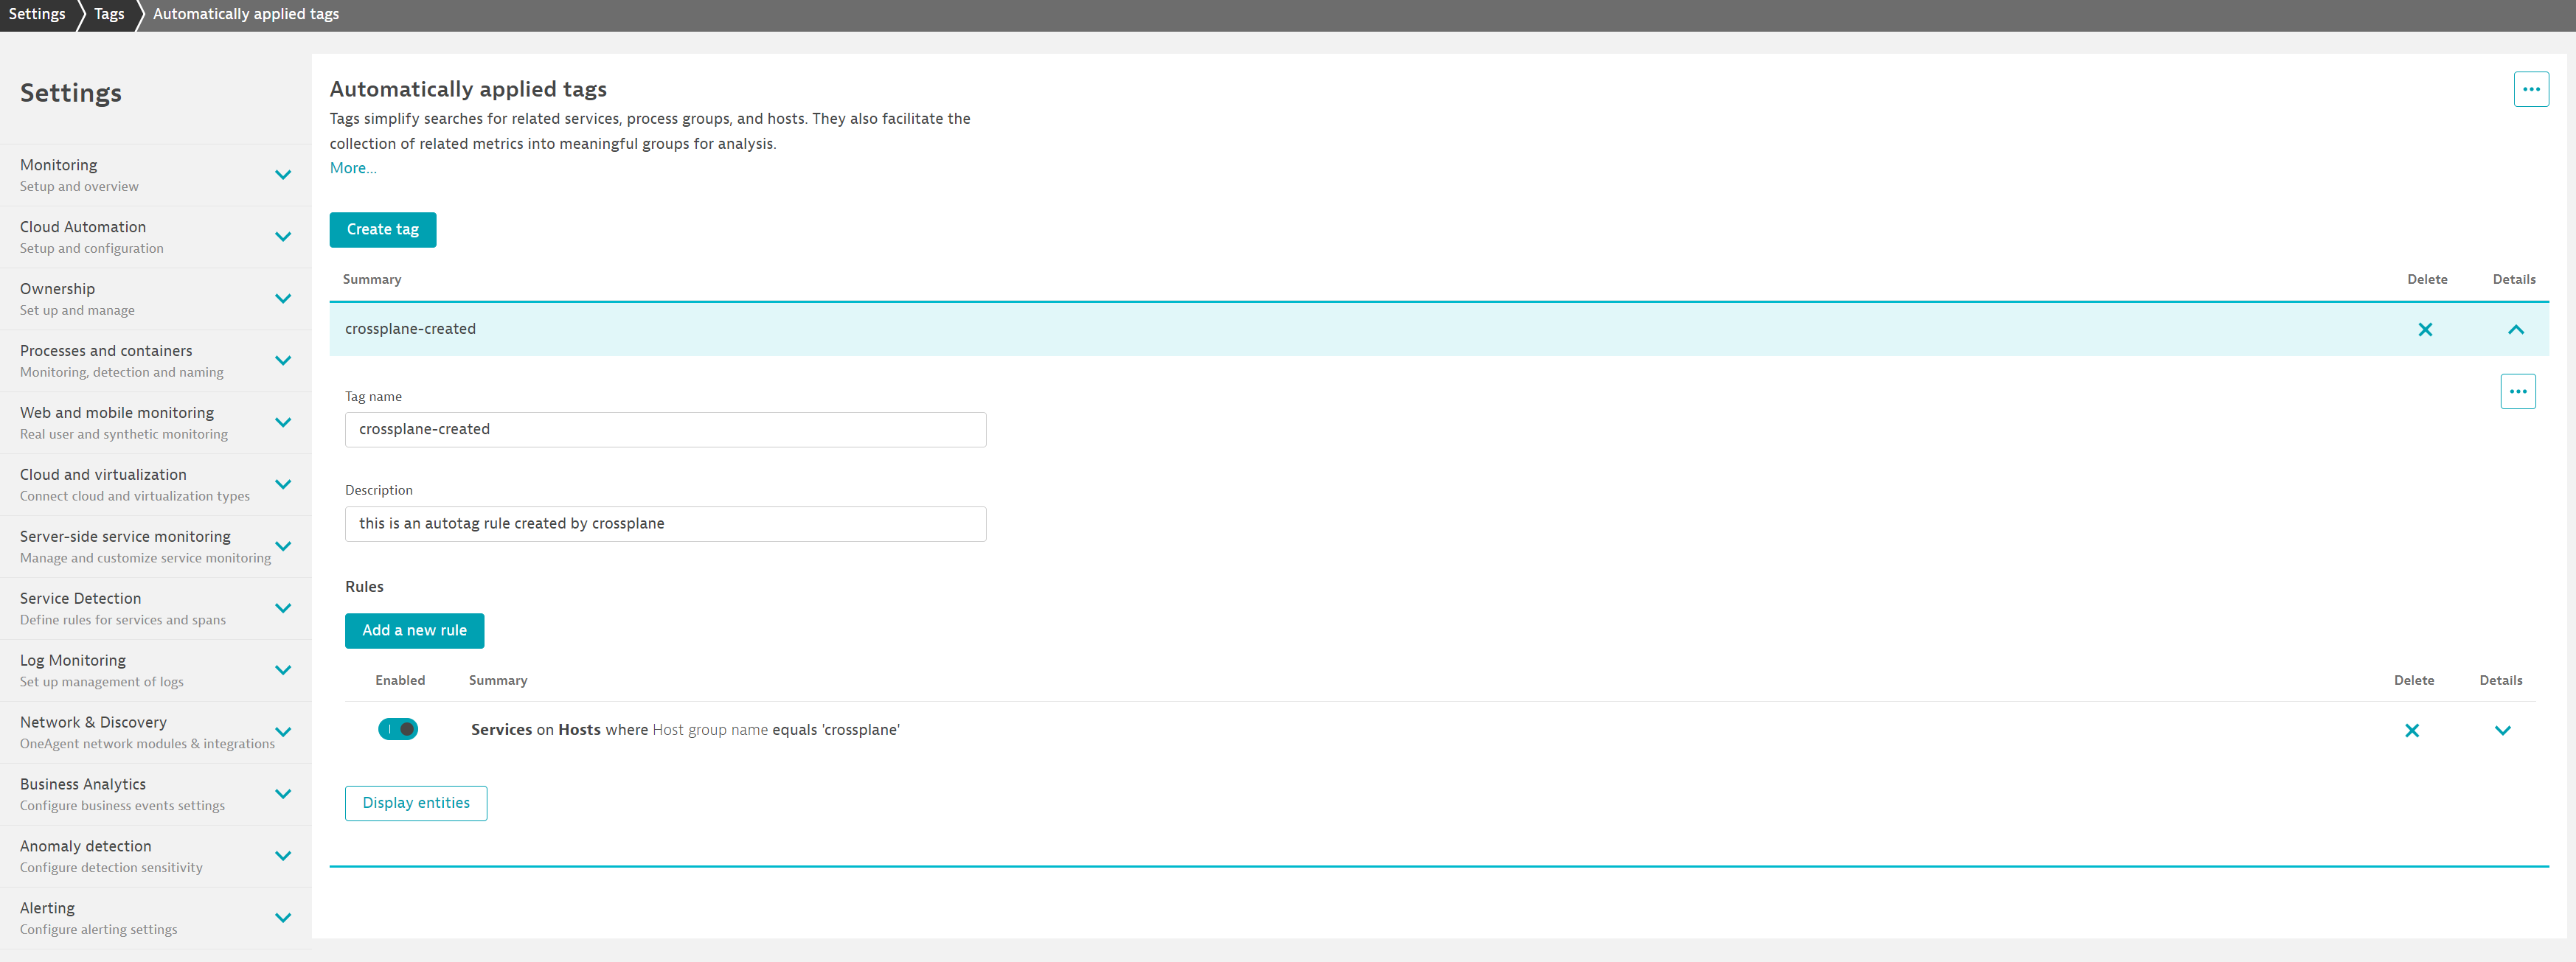 Settings
Tags
Automatically applied tags
Settings
Monitoring
Setup and overview
Cloud Automation
Setup and configuration
Ownership
Set up and manage
Processes and containers
Monitoring, detection and naming
Web and mobile monitoring
Real user and synthetic monitoring
Cloud and virtualization
Connect cloud and virtualization types
Server-side service monitoring
Manage and customize service monitoring
Service Detection
Define rules for services and spans
Log Monitoring
Set up management of logs
Network & Discovery
OneAgent network modules & integrations
Business Analytics
Configure business events settings
Anomaly detection
Configure detection sensitivity
Alerting
Configure alerting settings
Automatically applied tags
Tags simplify searches for related services, process groups, and hosts. They also facilitate the
collection of related metrics into meaningful groups for analysis.
More...
Create tag
Summary Delete Details
crossplane-created
Tag name
crossplane-created
Description
this is an autotag rule created by crossplane
Rules
Add a new rule
Enabled Summary Delete Details
Services on Hosts where Host group name equals 'crossplane'
Display entities